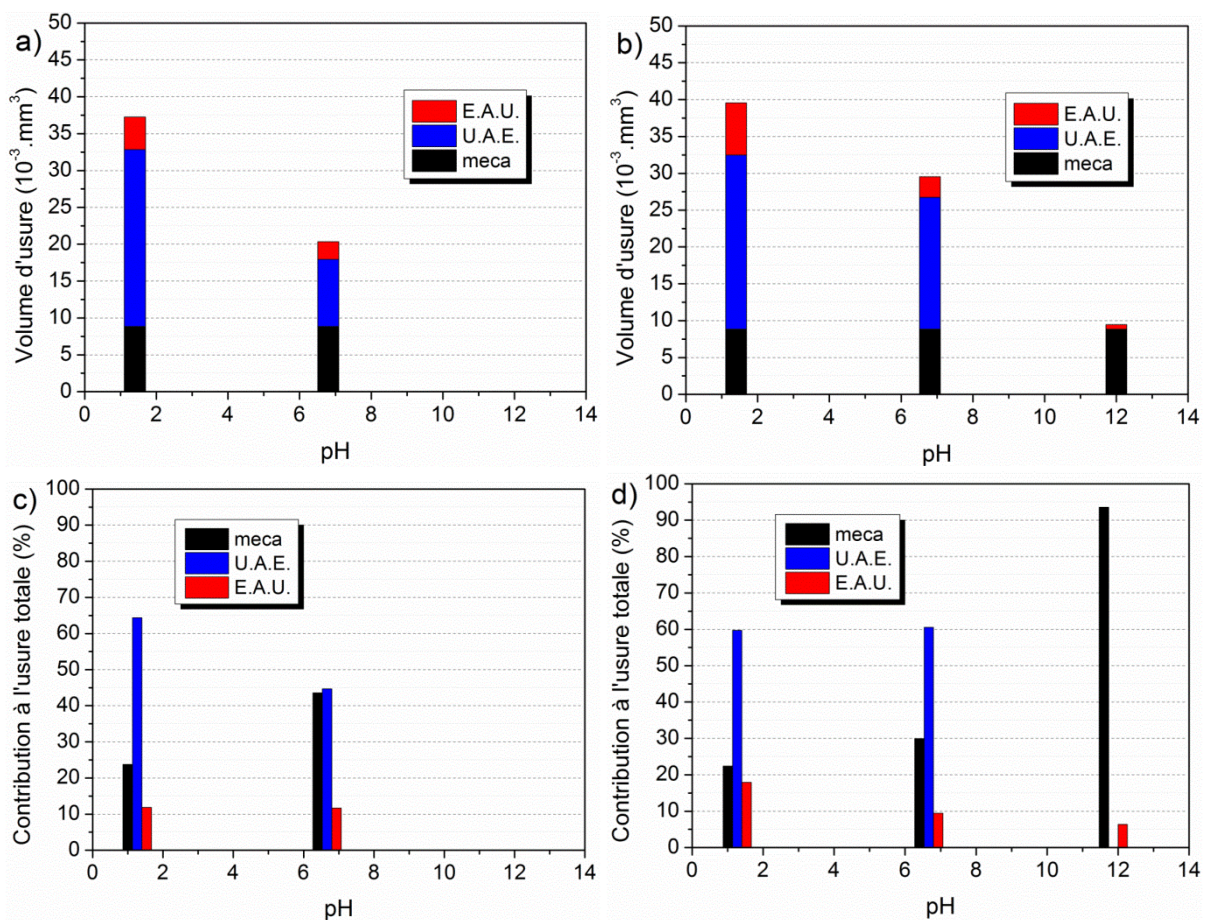 a)
Volume d'usure (10⁻³.mm³)
50
45
40
35
30
25
20
15
10
5
0
E.A.U.
U.A.E.
meca
0 2 4 6 8 10 12 14
pH
b)
Volume d'usure (10⁻³.mm³)
50
45
40
35
30
25
20
15
10
5
0
E.A.U.
U.A.E.
meca
0 2 4 6 8 10 12 14
pH
c)
Contribution à l'usure totale (%)
100
90
80
70
60
50
40
30
20
10
0
meca
U.A.E.
E.A.U.
0 2 4 6 8 10 12 14
pH
d)
Contribution à l'usure totale (%)
100
90
80
70
60
50
40
30
20
10
0
meca
U.A.E.
E.A.U.
0 2 4 6 8 10 12 14
pH